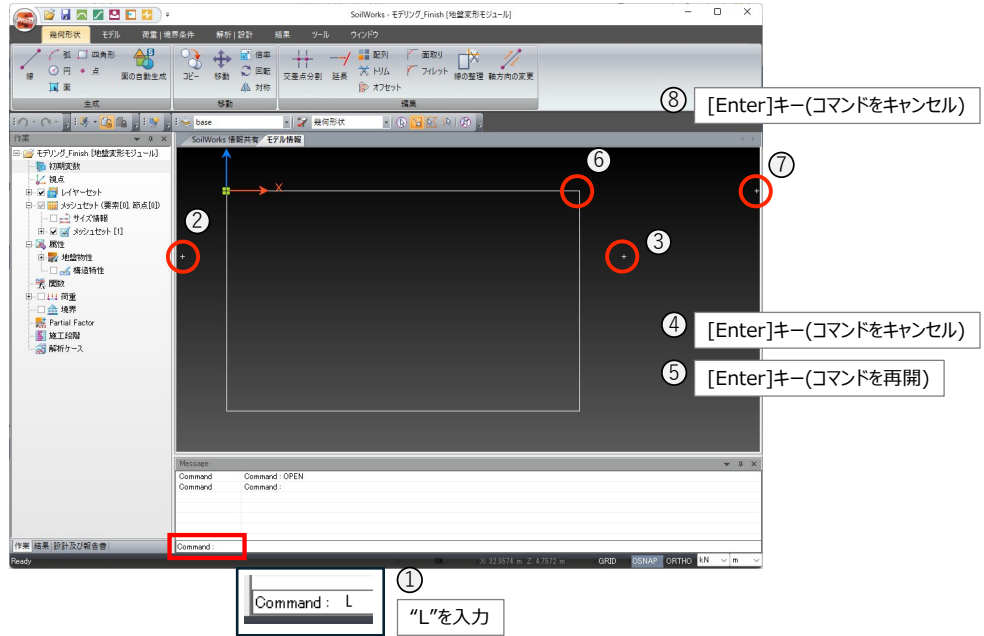 SoilWorks - モデリング_Finish [地盤変形モジュール]
幾何形状 モデル 荷重 | 境界条件 解析 | 設計 結果 ツール ウィンドウ
線
弧 四角形
円 点
面
面の自動生成
コピー
移動
倍率
回転
対称
交差点分割
延長
配列
トリム
オフセット
面取り
フィレット
線の整理
軸方向の変更
生成 移動 編集
⑧ [Enter]キー(コマンドをキャンセル)
base 幾何形状
作業
SoilWorks 情報共有 モデル情報
モデリング_Finish [地盤変形モジュール]
初期変数
視点
レイヤーセット
メッシュセット (要素[0], 節点[0])
サイズ情報
メッシュセット [1]
属性
地盤物性
構造特性
関数
荷重
境界
Partial Factor
施工段階
解析ケース
X
⑥
⑦
②
③
④ [Enter]キー(コマンドをキャンセル)
⑤ [Enter]キー(コマンドを再開)
Message
Command Command : OPEN
Command Command :
作業 結果 設計及び報告書
Command :
Ready
X: 32.9574 m Z: 4.7572 m GRID OSNAP ORTHO kN m
Command : L
①
“L”を入力